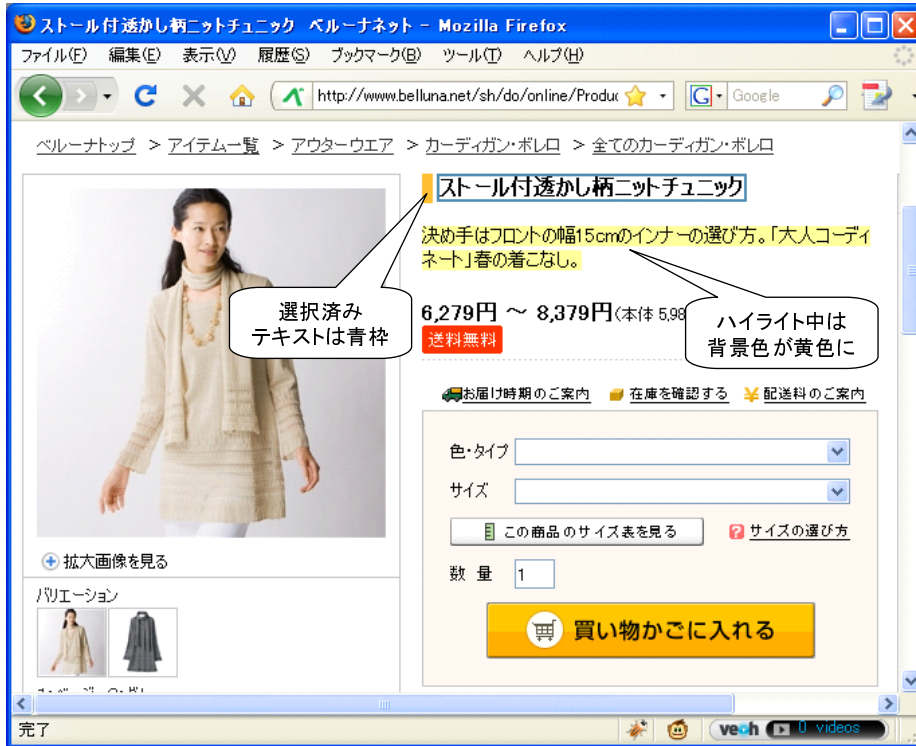 ストール付透かし柄ニットチュニック ベルーナネット - Mozilla Firefox
ファイル(F) 編集(E) 表示(V) 履歴(S) ブックマーク(B) ツール(T) ヘルプ(H)
http://www.belluna.net/sh/do/online/Produc
G Google
ベルーナトップ > アイテム一覧 > アウターウエア > カーディガン・ボレロ > 全てのカーディガン・ボレロ
ストール付透かし柄ニットチュニック
決め手はフロントの幅15cmのインナーの選び方。「大人コーディ
ネート」春の着こなし。
選択済み
テキストは青枠
6,279円 ～ 8,379円(本体 5,98
送料無料
ハイライト中は
背景色が黄色に
お届け時期のご案内 在庫を確認する 配送料のご案内
色・タイプ
サイズ
この商品のサイズ表を見る サイズの選び方
数 量 1
買い物かごに入れる
拡大画像を見る
バリエーション
完了
veoh 0 videos